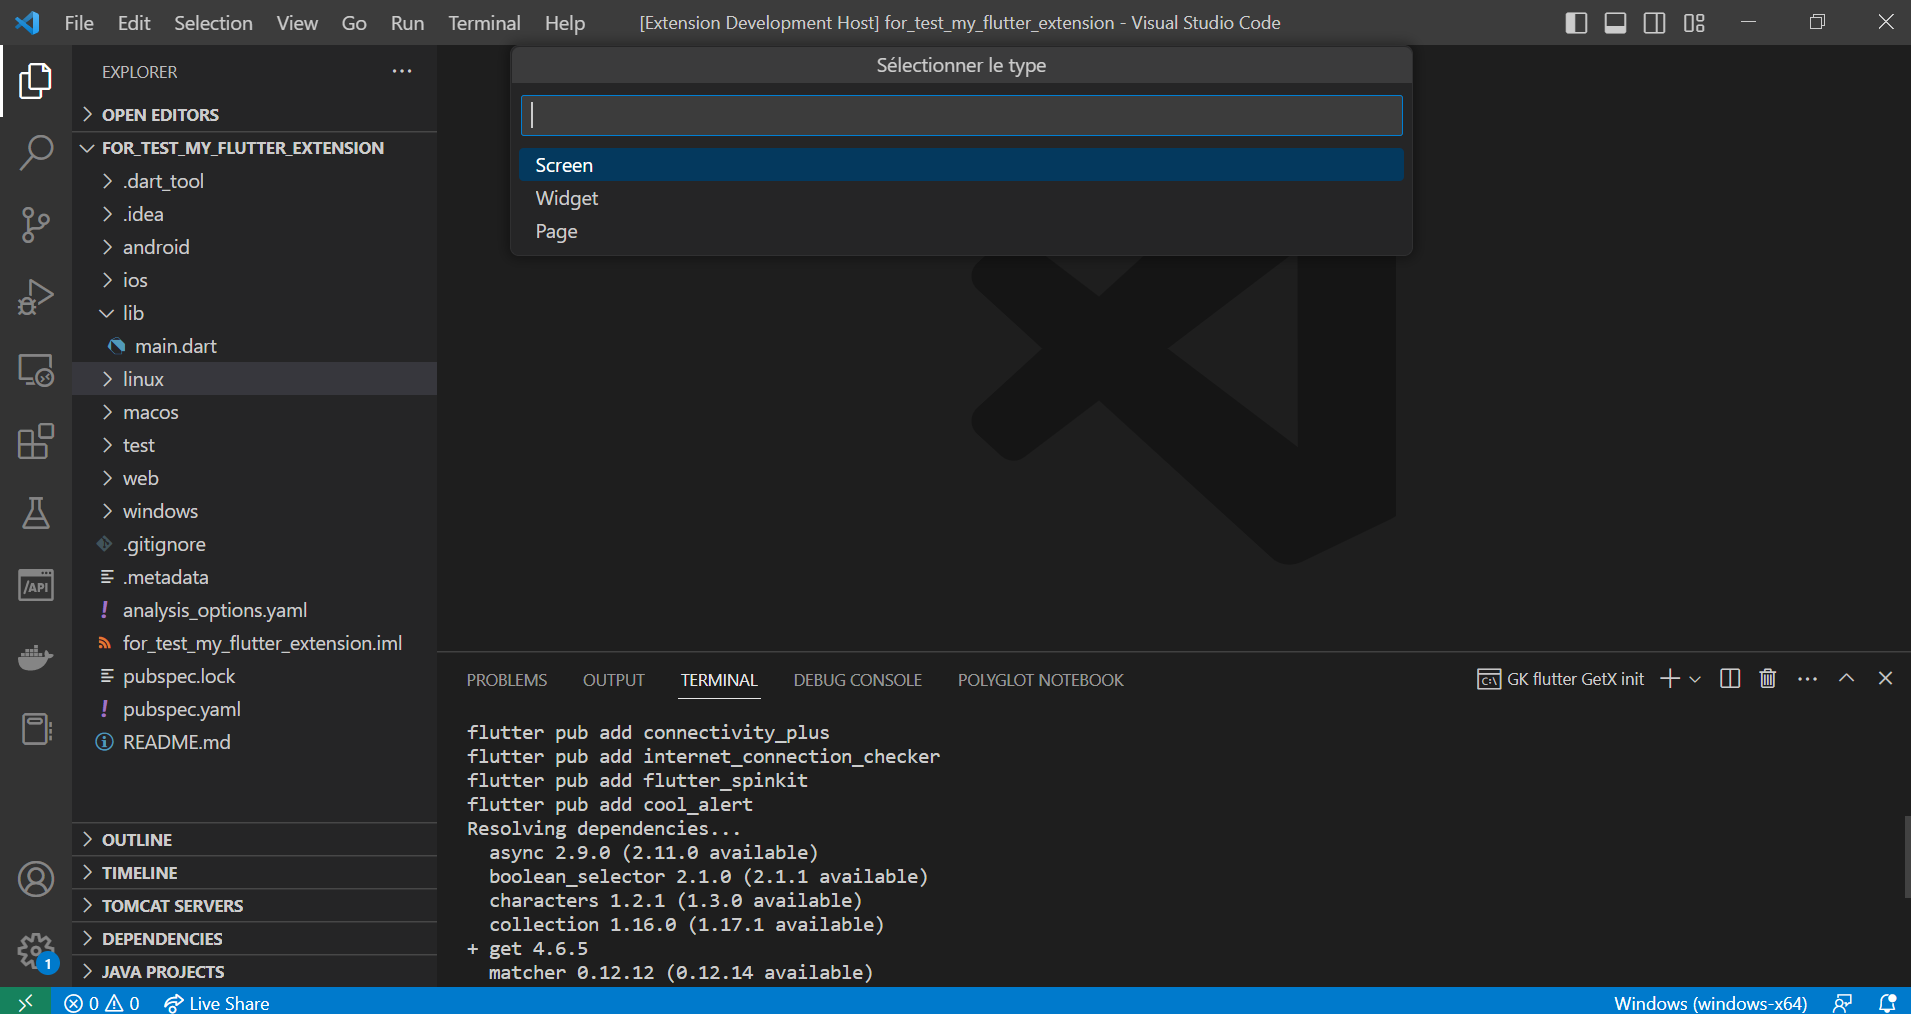 File Edit Selection View Go Run Terminal Help [Extension Development Host] for_test_my_flutter_extension - Visual Studio Code
EXPLORER
OPEN EDITORS
FOR_TEST_MY_FLUTTER_EXTENSION
.dart_tool
.idea
android
ios
lib
main.dart
linux
macos
test
web
windows
.gitignore
.metadata
analysis_options.yaml
for_test_my_flutter_extension.iml
pubspec.lock
pubspec.yaml
README.md
OUTLINE
TIMELINE
TOMCAT SERVERS
DEPENDENCIES
JAVA PROJECTS
/API
1
Sélectionner le type
Screen
Widget
Page
PROBLEMS OUTPUT TERMINAL DEBUG CONSOLE POLYGLOT NOTEBOOK
C:\ GK flutter GetX init
flutter pub add connectivity_plus
flutter pub add internet_connection_checker
flutter pub add flutter_spinkit
flutter pub add cool_alert
Resolving dependencies...
async 2.9.0 (2.11.0 available)
boolean_selector 2.1.0 (2.1.1 available)
characters 1.2.1 (1.3.0 available)
collection 1.16.0 (1.17.1 available)
+ get 4.6.5
matcher 0.12.12 (0.12.14 available)
0 0 Live Share Windows (windows-x64)